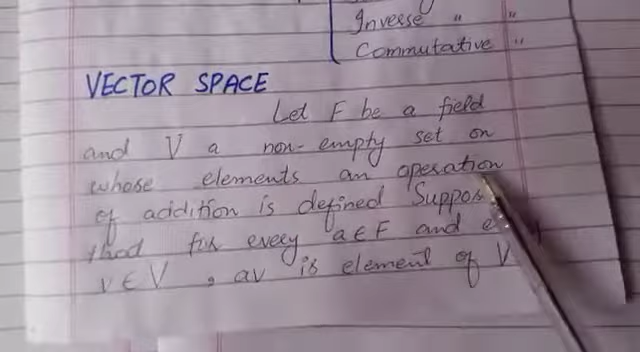 Inverse " "
Commutative "
VECTOR SPACE
Let F be a field
and V a non-empty set on
whose elements an operation
of addition is defined Suppos
that for every a ∈ F and
v ∈ V, av is element of V